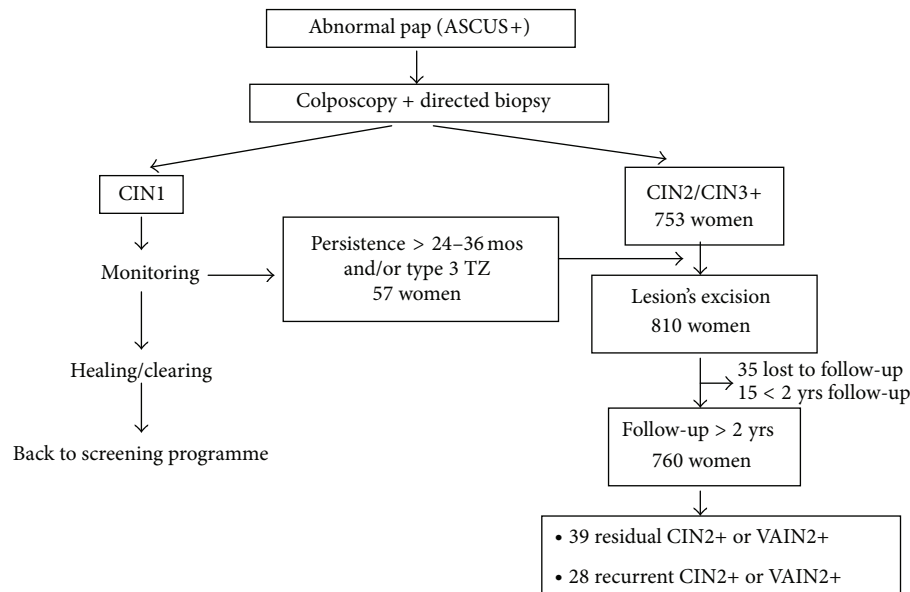 Abnormal pap (ASCUS+)
Colposcopy + directed biopsy
CIN1
Monitoring
Healing/clearing
Back to screening programme
Persistence > 24–36 mos
and/or type 3 TZ
57 women
CIN2/CIN3+
753 women
Lesion's excision
810 women
35 lost to follow-up
15 < 2 yrs follow-up
Follow-up > 2 yrs
760 women
• 39 residual CIN2+ or VAIN2+
• 28 recurrent CIN2+ or VAIN2+